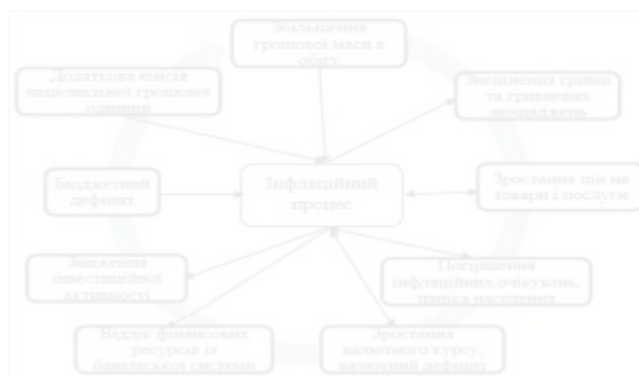 Збільшення
грошової маси в
обігу
Додаткова емісія
національної грошової
одиниці
Знецінення гривні
та гривневих
заощаджень
Бюджетний
дефіцит
Інфляційний
процес
Зростання цін на
товари і послуги
Зниження
інвестиційної
активності
Погіршення
інфляційних очікувань,
паніка населення
Відтік фінансових
ресурсів із
банківської системи
Зростання
валютного курсу,
валютний дефіцит